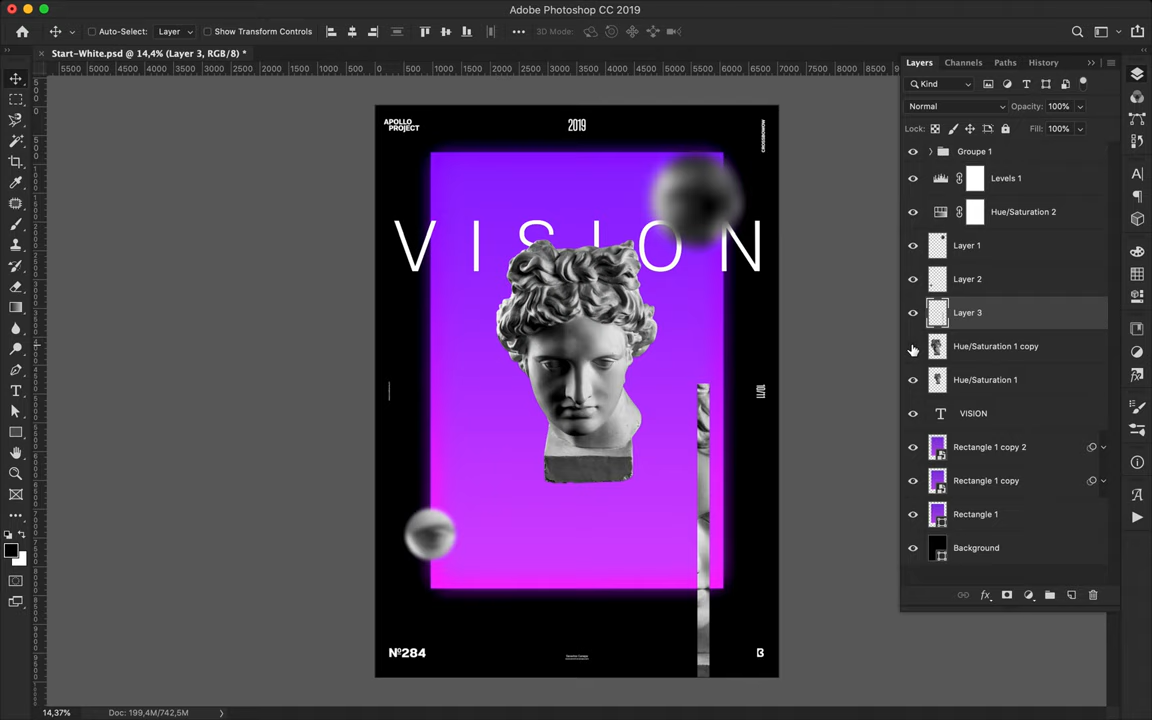 Adobe Photoshop CC 2019
Auto-Select:
Layer
Show Transform Controls
3D Mode:
Start-White.psd @ 14,4% (Layer 3, RGB/8) *
5500 5000 4500 4000 3500 3000 2500 2000 1500 1000 500 0 500 1000 1500 2000 2500 3000 3500 4000 4500 5000 5500 6000 6500 7000 7500 8000 8500
APOLLO
PROJECT
2019
VISION
10/11
Nº284
B
Layers
Channels
Paths
History
Kind
Normal
Opacity: 100%
Lock:
Fill: 100%
Groupe 1
Levels 1
Hue/Saturation 2
Layer 1
Layer 2
Layer 3
Hue/Saturation 1 copy
Hue/Saturation 1
VISION
Rectangle 1 copy 2
Rectangle 1 copy
Rectangle 1
Background
fx
14,37%
Doc: 199,4M/742,5M